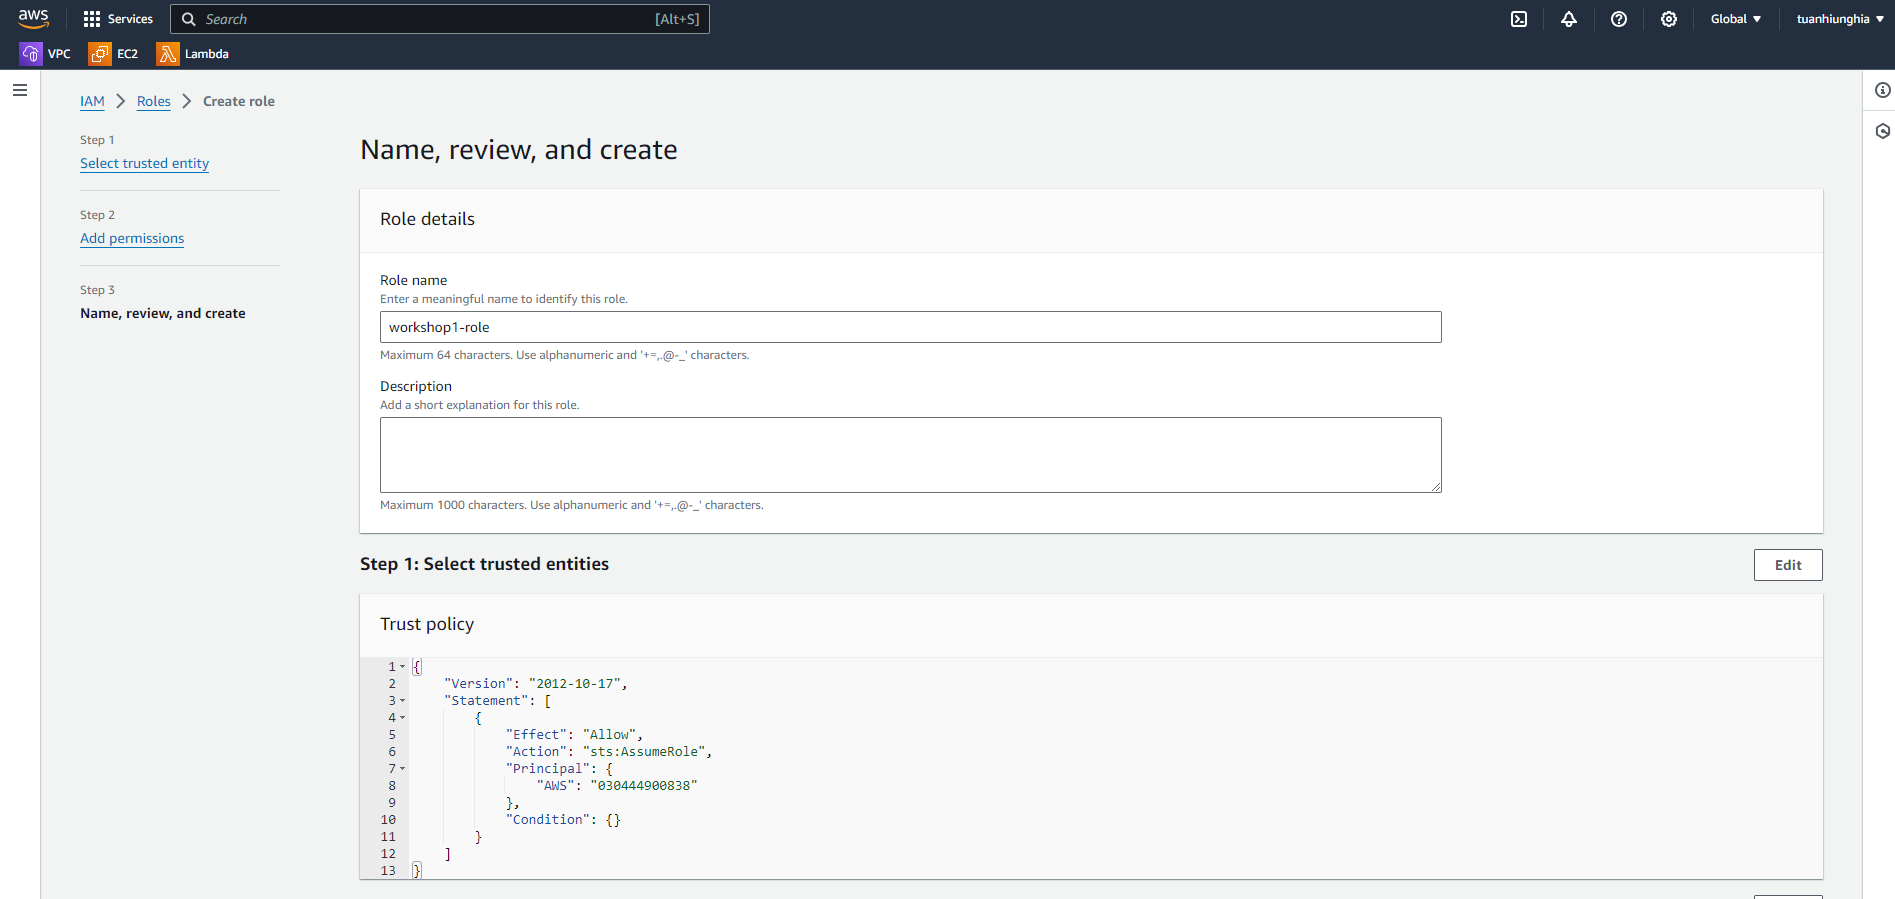 aws
Services
Search
[Alt+S]
Global
tuanhiunghia
VPC
EC2
Lambda
IAM
Roles
Create role
Step 1
Select trusted entity
Step 2
Add permissions
Step 3
Name, review, and create
Name, review, and create
Role details
Role name
Enter a meaningful name to identify this role.
workshop1-role
Maximum 64 characters. Use alphanumeric and '+=,.@-_' characters.
Description
Add a short explanation for this role.
Maximum 1000 characters. Use alphanumeric and '+=,.@-_' characters.
Step 1: Select trusted entities
Edit
Trust policy
1 {
2     "Version": "2012-10-17",
3     "Statement": [
4         {
5             "Effect": "Allow",
6             "Action": "sts:AssumeRole",
7             "Principal": {
8                 "AWS": "030444900838"
9             },
10             "Condition": {}
11         }
12     ]
13 }